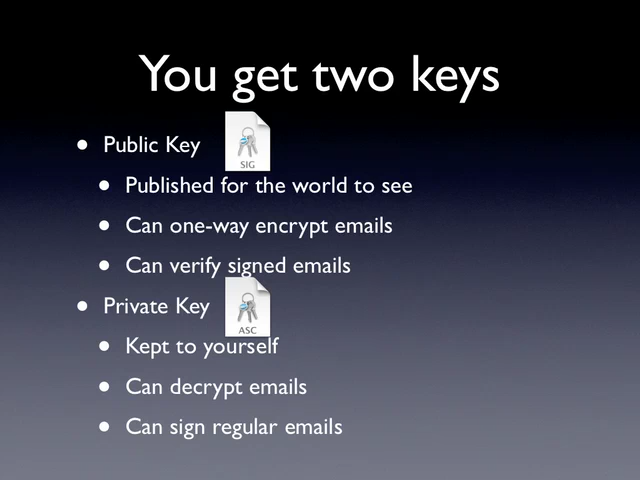 You get two keys
• Public Key
SIG
• Published for the world to see
• Can one-way encrypt emails
• Can verify signed emails
• Private Key
ASC
• Kept to yourself
• Can decrypt emails
• Can sign regular emails